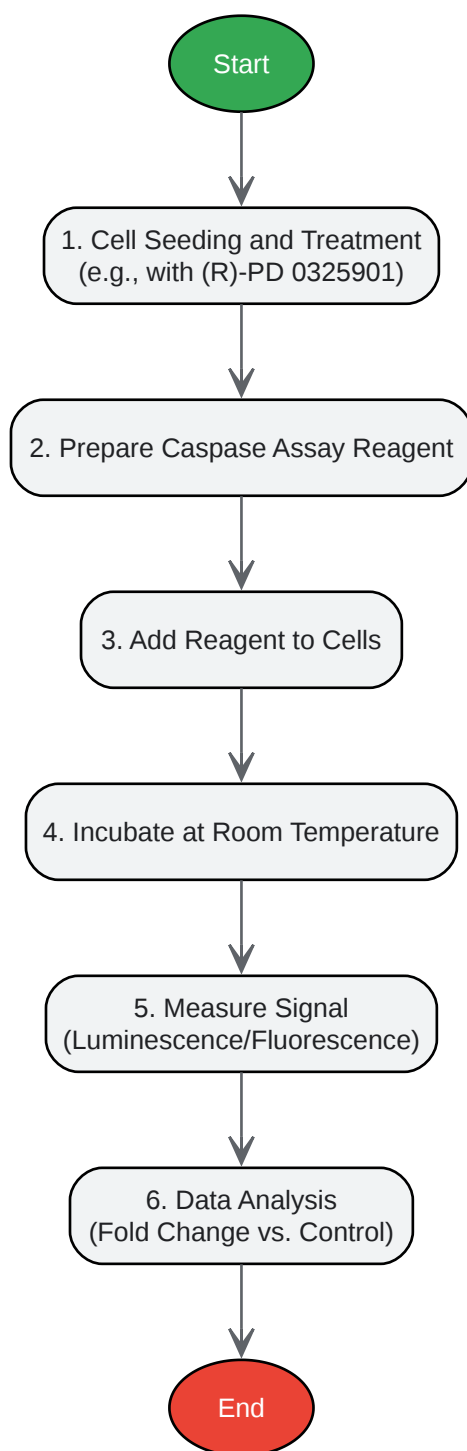 Start
1. Cell Seeding and Treatment
(e.g., with (R)-PD 0325901)
2. Prepare Caspase Assay Reagent
3. Add Reagent to Cells
4. Incubate at Room Temperature
5. Measure Signal
(Luminescence/Fluorescence)
6. Data Analysis
(Fold Change vs. Control)
End